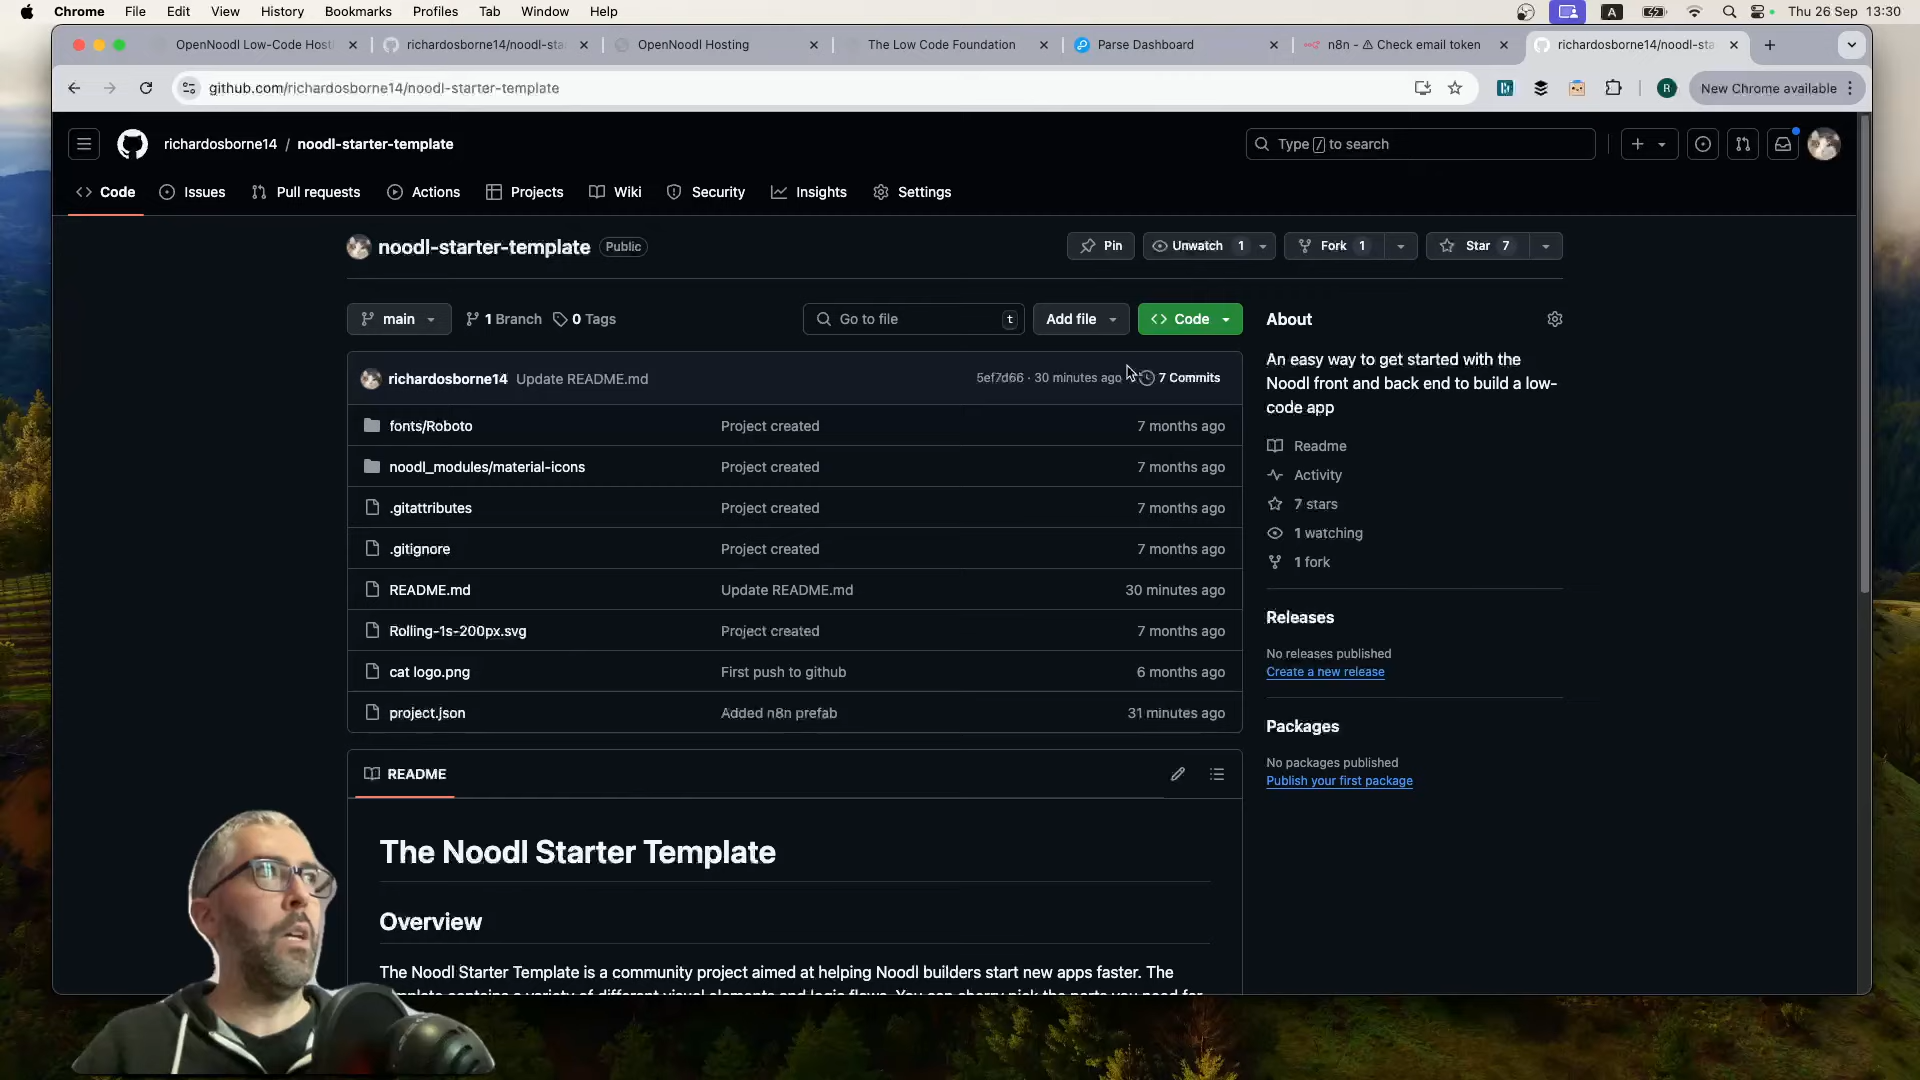 Chrome File Edit View History Bookmarks Profiles Tab Window Help
A
Thu 26 Sep 13:30
OpenNoodl Low-Code Host
richardosborne14/noodl-sta
OpenNoodl Hosting
The Low Code Foundation
Parse Dashboard
n8n - ⚠ Check email token
richardosborne14/noodl-sta
github.com/richardosborne14/noodl-starter-template
R
New Chrome available
richardosborne14 / noodl-starter-template
Type / to search
Code Issues Pull requests Actions Projects Wiki Security Insights Settings
noodl-starter-template Public
Pin Unwatch 1 Fork 1 Star 7
main 1 Branch 0 Tags
Go to file t Add file <> Code
richardosborne14 Update README.md 5ef7d66 · 30 minutes ago 7 Commits
fonts/Roboto Project created 7 months ago
noodl_modules/material-icons Project created 7 months ago
.gitattributes Project created 7 months ago
.gitignore Project created 7 months ago
README.md Update README.md 30 minutes ago
Rolling-1s-200px.svg Project created 7 months ago
cat logo.png First push to github 6 months ago
project.json Added n8n prefab 31 minutes ago
README
The Noodl Starter Template
Overview
The Noodl Starter Template is a community project aimed at helping Noodl builders start new apps faster. The
About
An easy way to get started with the
Noodl front and back end to build a low-
code app
Readme
Activity
7 stars
1 watching
1 fork
Releases
No releases published
Create a new release
Packages
No packages published
Publish your first package